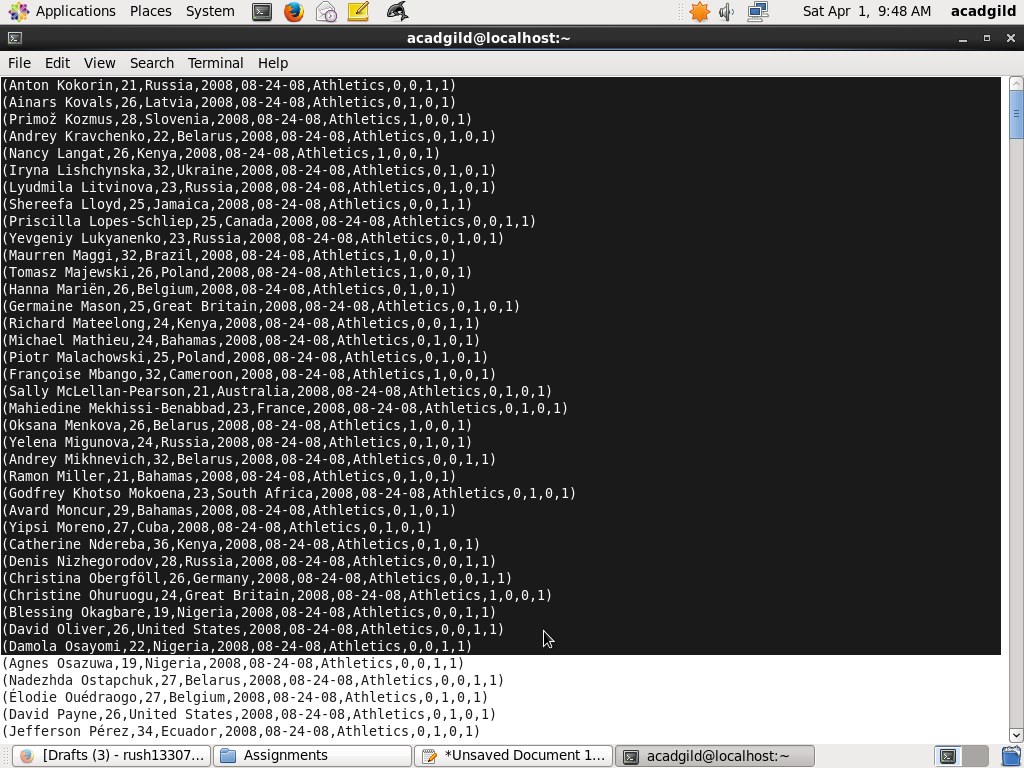 Applications Places System Sat Apr 1, 9:48 AM acadgild
acadgild@localhost:~
File Edit View Search Terminal Help
(Anton Kokorin,21,Russia,2008,08-24-08,Athletics,0,0,1,1)
(Ainars Kovals,26,Latvia,2008,08-24-08,Athletics,0,1,0,1)
(Primož Kozmus,28,Slovenia,2008,08-24-08,Athletics,1,0,0,1)
(Andrey Kravchenko,22,Belarus,2008,08-24-08,Athletics,0,1,0,1)
(Nancy Langat,26,Kenya,2008,08-24-08,Athletics,1,0,0,1)
(Iryna Lishchynska,32,Ukraine,2008,08-24-08,Athletics,0,1,0,1)
(Lyudmila Litvinova,23,Russia,2008,08-24-08,Athletics,0,1,0,1)
(Shereefa Lloyd,25,Jamaica,2008,08-24-08,Athletics,0,0,1,1)
(Priscilla Lopes-Schliep,25,Canada,2008,08-24-08,Athletics,0,0,1,1)
(Yevgeniy Lukyanenko,23,Russia,2008,08-24-08,Athletics,0,1,0,1)
(Maurren Maggi,32,Brazil,2008,08-24-08,Athletics,1,0,0,1)
(Tomasz Majewski,26,Poland,2008,08-24-08,Athletics,1,0,0,1)
(Hanna Mariën,26,Belgium,2008,08-24-08,Athletics,0,1,0,1)
(Germaine Mason,25,Great Britain,2008,08-24-08,Athletics,0,1,0,1)
(Richard Mateelong,24,Kenya,2008,08-24-08,Athletics,0,0,1,1)
(Michael Mathieu,24,Bahamas,2008,08-24-08,Athletics,0,1,0,1)
(Piotr Malachowski,25,Poland,2008,08-24-08,Athletics,0,1,0,1)
(Françoise Mbango,32,Cameroon,2008,08-24-08,Athletics,1,0,0,1)
(Sally McLellan-Pearson,21,Australia,2008,08-24-08,Athletics,0,1,0,1)
(Mahiedine Mekhissi-Benabbad,23,France,2008,08-24-08,Athletics,0,1,0,1)
(Oksana Menkova,26,Belarus,2008,08-24-08,Athletics,1,0,0,1)
(Yelena Migunova,24,Russia,2008,08-24-08,Athletics,0,1,0,1)
(Andrey Mikhnevich,32,Belarus,2008,08-24-08,Athletics,0,0,1,1)
(Ramon Miller,21,Bahamas,2008,08-24-08,Athletics,0,1,0,1)
(Godfrey Khotso Mokoena,23,South Africa,2008,08-24-08,Athletics,0,1,0,1)
(Avard Moncur,29,Bahamas,2008,08-24-08,Athletics,0,1,0,1)
(Yipsi Moreno,27,Cuba,2008,08-24-08,Athletics,0,1,0,1)
(Catherine Ndereba,36,Kenya,2008,08-24-08,Athletics,0,1,0,1)
(Denis Nizhegorodov,28,Russia,2008,08-24-08,Athletics,0,0,1,1)
(Christina Obergföll,26,Germany,2008,08-24-08,Athletics,0,0,1,1)
(Christine Ohuruogu,24,Great Britain,2008,08-24-08,Athletics,1,0,0,1)
(Blessing Okagbare,19,Nigeria,2008,08-24-08,Athletics,0,0,1,1)
(David Oliver,26,United States,2008,08-24-08,Athletics,0,0,1,1)
(Damola Osayomi,22,Nigeria,2008,08-24-08,Athletics,0,0,1,1)
(Agnes Osazuwa,19,Nigeria,2008,08-24-08,Athletics,0,0,1,1)
(Nadezhda Ostapchuk,27,Belarus,2008,08-24-08,Athletics,0,0,1,1)
(Élodie Ouédraogo,27,Belgium,2008,08-24-08,Athletics,0,1,0,1)
(David Payne,26,United States,2008,08-24-08,Athletics,0,1,0,1)
(Jefferson Pérez,34,Ecuador,2008,08-24-08,Athletics,0,1,0,1)
[Drafts (3) - rush13307... Assignments *Unsaved Document 1... acadgild@localhost:~